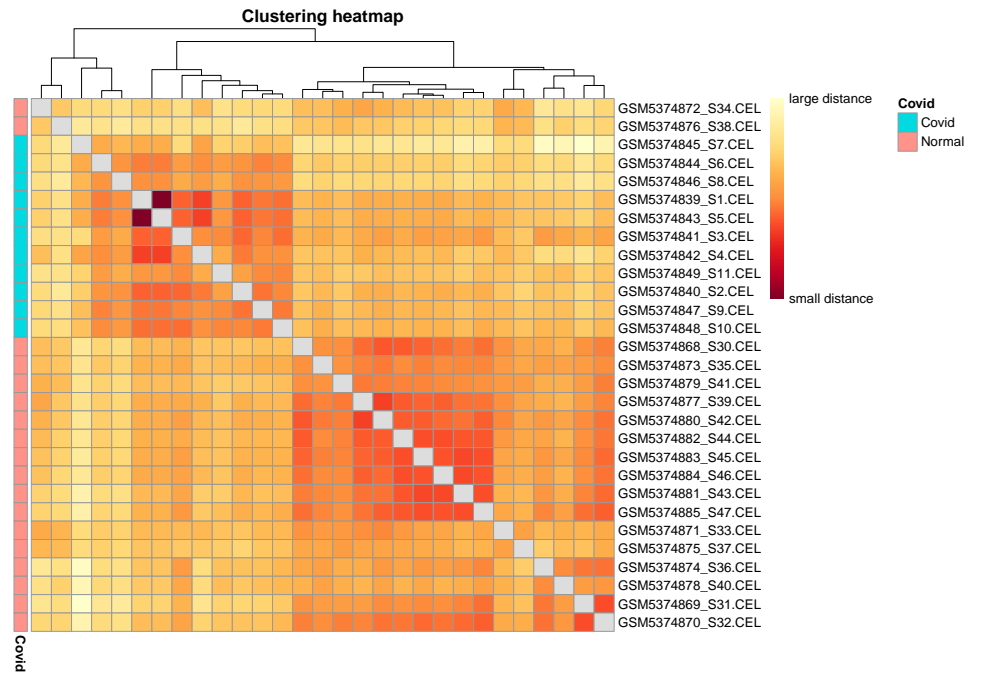 Clustering heatmap
GSM5374872_S34.CEL
GSM5374876_S38.CEL
GSM5374845_S7.CEL
GSM5374844_S6.CEL
GSM5374846_S8.CEL
GSM5374839_S1.CEL
GSM5374843_S5.CEL
GSM5374841_S3.CEL
GSM5374842_S4.CEL
GSM5374849_S11.CEL
GSM5374840_S2.CEL
GSM5374847_S9.CEL
GSM5374848_S10.CEL
GSM5374868_S30.CEL
GSM5374873_S35.CEL
GSM5374879_S41.CEL
GSM5374877_S39.CEL
GSM5374880_S42.CEL
GSM5374882_S44.CEL
GSM5374883_S45.CEL
GSM5374884_S46.CEL
GSM5374881_S43.CEL
GSM5374885_S47.CEL
GSM5374871_S33.CEL
GSM5374875_S37.CEL
GSM5374874_S36.CEL
GSM5374878_S40.CEL
GSM5374869_S31.CEL
GSM5374870_S32.CEL
large distance
small distance
Covid
Covid
Normal
Covid